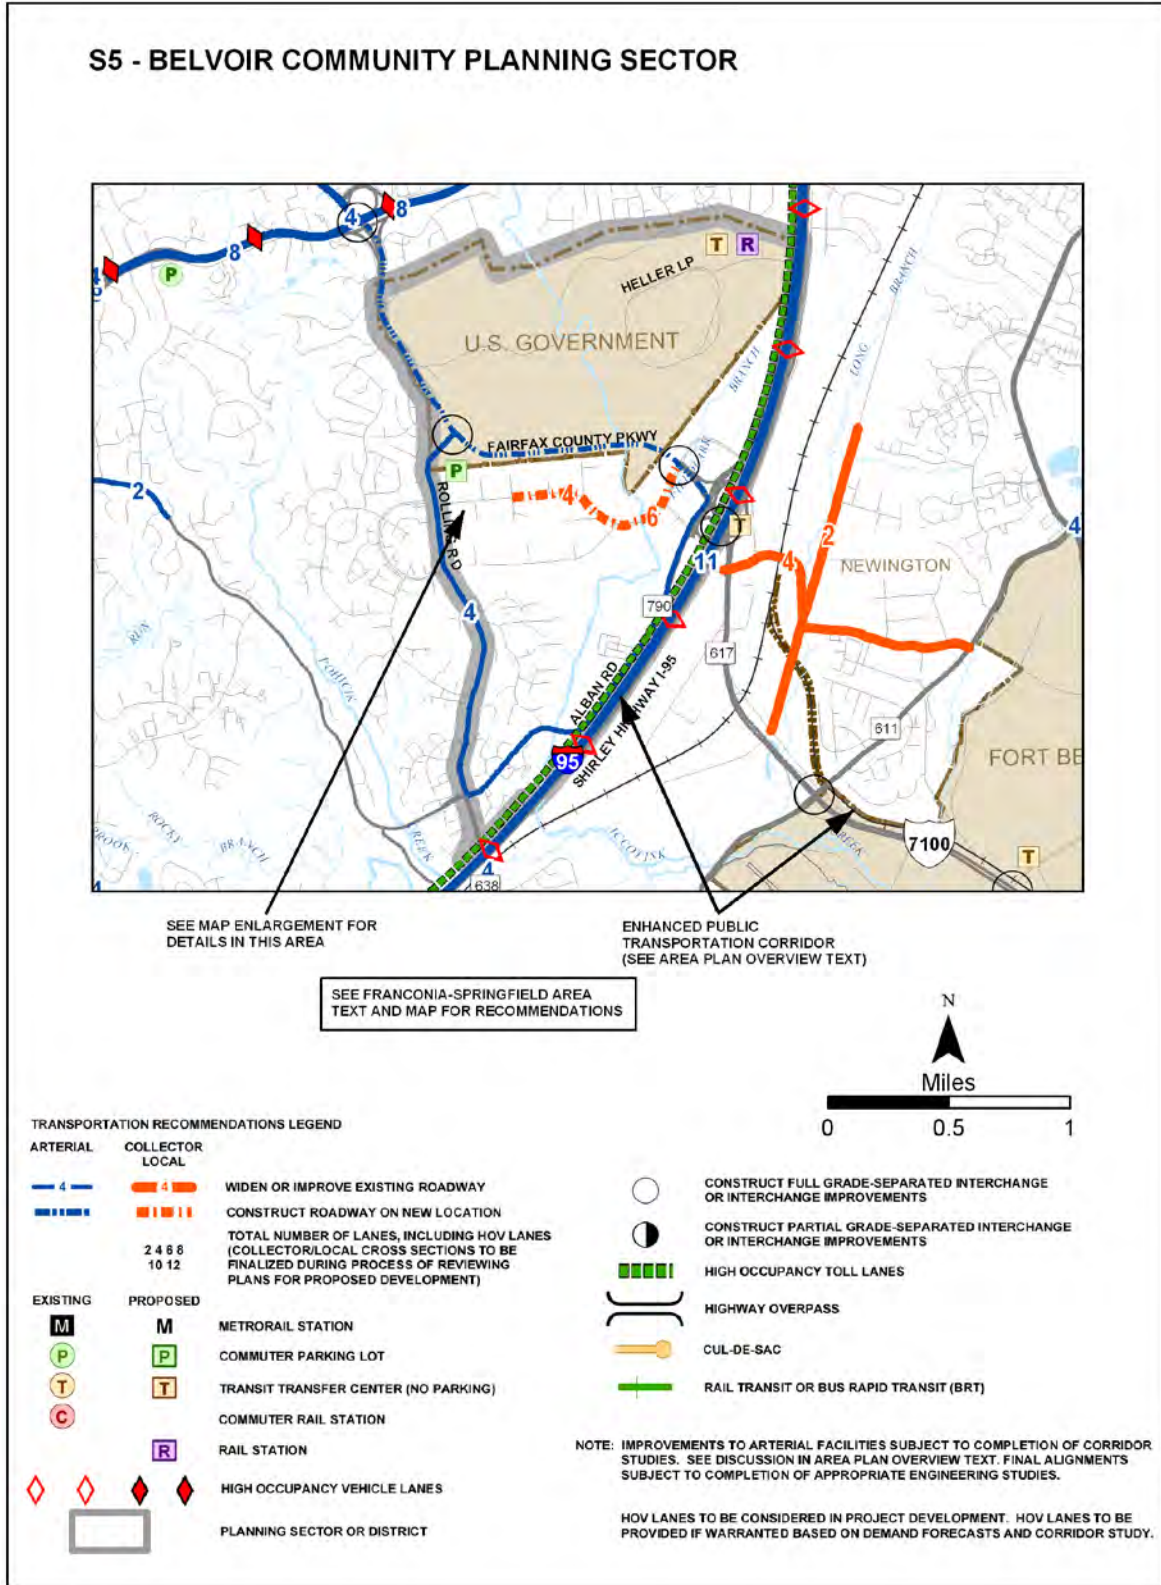 S5 - BELVOIR COMMUNITY PLANNING SECTOR
4
8
8
4
P
T
R
HELLER LP
U.S. GOVERNMENT
BRANCH
LONG
BRANCH
FAIRFAX COUNTY PKWY
P
ROLLING RD
2
4
6
T
11
4
2
NEWINGTON
4
4
790
617
611
RUN
POHICK
CREEK
ALBAN RD
SHIRLEY HIGHWAY I-95
95
FORT BE
ROCKY
BRANCH
BROOK
ACCOTINK
CREEK
7100
T
4
638
4
SEE MAP ENLARGEMENT FOR
DETAILS IN THIS AREA
ENHANCED PUBLIC
TRANSPORTATION CORRIDOR
(SEE AREA PLAN OVERVIEW TEXT)
SEE FRANCONIA-SPRINGFIELD AREA
TEXT AND MAP FOR RECOMMENDATIONS
N
Miles
0 0.5 1
TRANSPORTATION RECOMMENDATIONS LEGEND
ARTERIAL COLLECTOR
LOCAL
4 4 WIDEN OR IMPROVE EXISTING ROADWAY
CONSTRUCT ROADWAY ON NEW LOCATION
2 4 6 8
10 12
TOTAL NUMBER OF LANES, INCLUDING HOV LANES
(COLLECTOR/LOCAL CROSS SECTIONS TO BE
FINALIZED DURING PROCESS OF REVIEWING
PLANS FOR PROPOSED DEVELOPMENT)
EXISTING PROPOSED
M M METRORAIL STATION
P P COMMUTER PARKING LOT
T T TRANSIT TRANSFER CENTER (NO PARKING)
C COMMUTER RAIL STATION
R RAIL STATION
HIGH OCCUPANCY VEHICLE LANES
PLANNING SECTOR OR DISTRICT
CONSTRUCT FULL GRADE-SEPARATED INTERCHANGE
OR INTERCHANGE IMPROVEMENTS
CONSTRUCT PARTIAL GRADE-SEPARATED INTERCHANGE
OR INTERCHANGE IMPROVEMENTS
HIGH OCCUPANCY TOLL LANES
HIGHWAY OVERPASS
CUL-DE-SAC
RAIL TRANSIT OR BUS RAPID TRANSIT (BRT)
NOTE: IMPROVEMENTS TO ARTERIAL FACILITIES SUBJECT TO COMPLETION OF CORRIDOR
STUDIES. SEE DISCUSSION IN AREA PLAN OVERVIEW TEXT. FINAL ALIGNMENTS
SUBJECT TO COMPLETION OF APPROPRIATE ENGINEERING STUDIES.
HOV LANES TO BE CONSIDERED IN PROJECT DEVELOPMENT. HOV LANES TO BE
PROVIDED IF WARRANTED BASED ON DEMAND FORECASTS AND CORRIDOR STUDY.